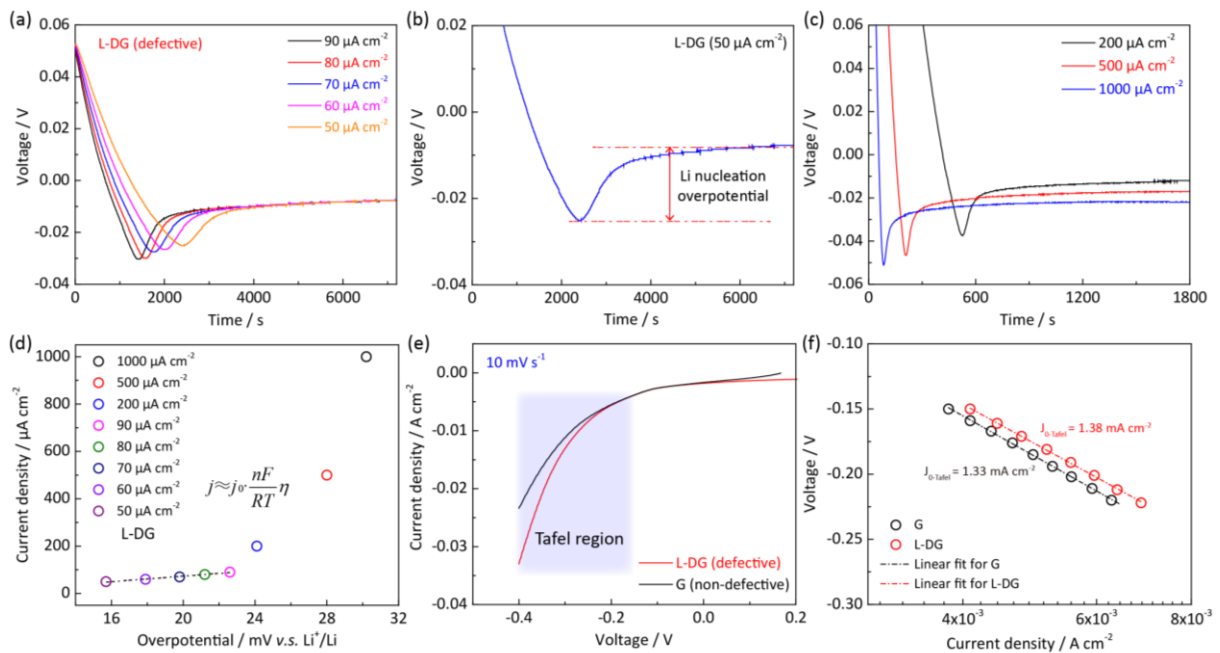 (a)
0.06
0.04
0.02
0.00
-0.02
-0.04
Voltage / V
L-DG (defective)
90 μA cm⁻²
80 μA cm⁻²
70 μA cm⁻²
60 μA cm⁻²
50 μA cm⁻²
0 2000 4000 6000
Time / s
(b)
0.02
0.00
-0.02
-0.04
Voltage / V
L-DG (50 μA cm⁻²)
Li nucleation
overpotential
0 2000 4000 6000
Time / s
(c)
0.06
0.04
0.02
0.00
-0.02
-0.04
0.06
Voltage / V
200 μA cm⁻²
500 μA cm⁻²
1000 μA cm⁻²
0 600 1200 1800
Time / s
(d)
1000
800
600
400
200
0
Current density / μA cm⁻²
1000 μA cm⁻²
500 μA cm⁻²
200 μA cm⁻²
90 μA cm⁻²
80 μA cm⁻²
70 μA cm⁻²
60 μA cm⁻²
50 μA cm⁻²
L-DG
j≈j₀·nF/RT η
16 20 24 28 32
Overpotential / mV v.s. Li⁺/Li
(e)
0.00
-0.01
-0.02
-0.03
-0.04
Current density / A cm⁻²
10 mV s⁻¹
Tafel region
L-DG (defective)
G (non-defective)
-0.4 -0.2 0.0 0.2
Voltage / V
(f)
-0.10
-0.15
-0.20
-0.25
-0.30
Voltage / V
J0-Tafel = 1.38 mA cm⁻²
J0-Tafel = 1.33 mA cm⁻²
G
L-DG
Linear fit for G
Linear fit for L-DG
4x10⁻³ 6x10⁻³ 8x10⁻³
Current density / A cm⁻²